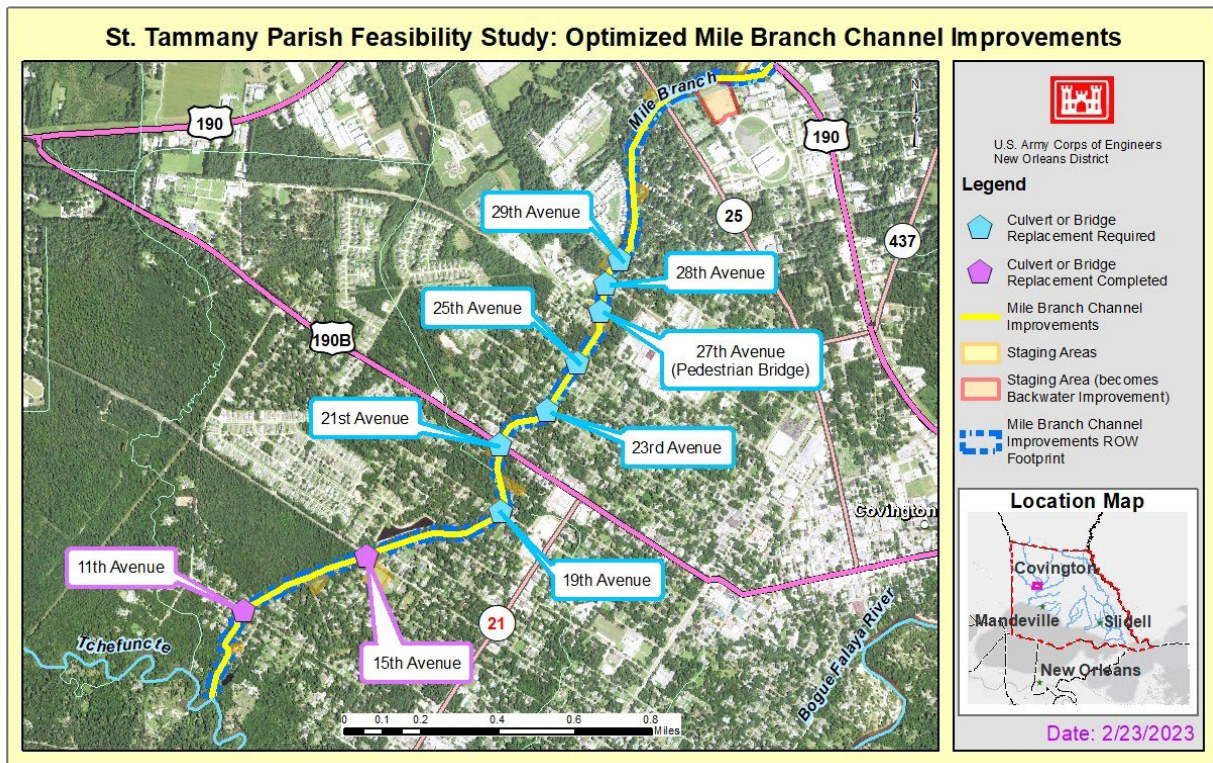 St. Tammany Parish Feasibility Study: Optimized Mile Branch Channel Improvements
Mile Branch
190
190
N
29th Avenue
25
437
28th Avenue
25th Avenue
190B
27th Avenue
(Pedestrian Bridge)
21st Avenue
23rd Avenue
Covington
11th Avenue
19th Avenue
21
Tchefuncte
15th Avenue
Bogue Falaya River
0 0.1 0.2 0.4 0.6 0.8
Miles
U.S. Army Corps of Engineers
New Orleans District
Legend
Culvert or Bridge
Replacement Required
Culvert or Bridge
Replacement Completed
Mile Branch Channel
Improvements
Staging Areas
Staging Area (becomes
Backwater Improvement)
Mile Branch Channel
Improvements ROW
Footprint
Location Map
Covington
Mandeville
Slidell
New Orleans
Date: 2/23/2023